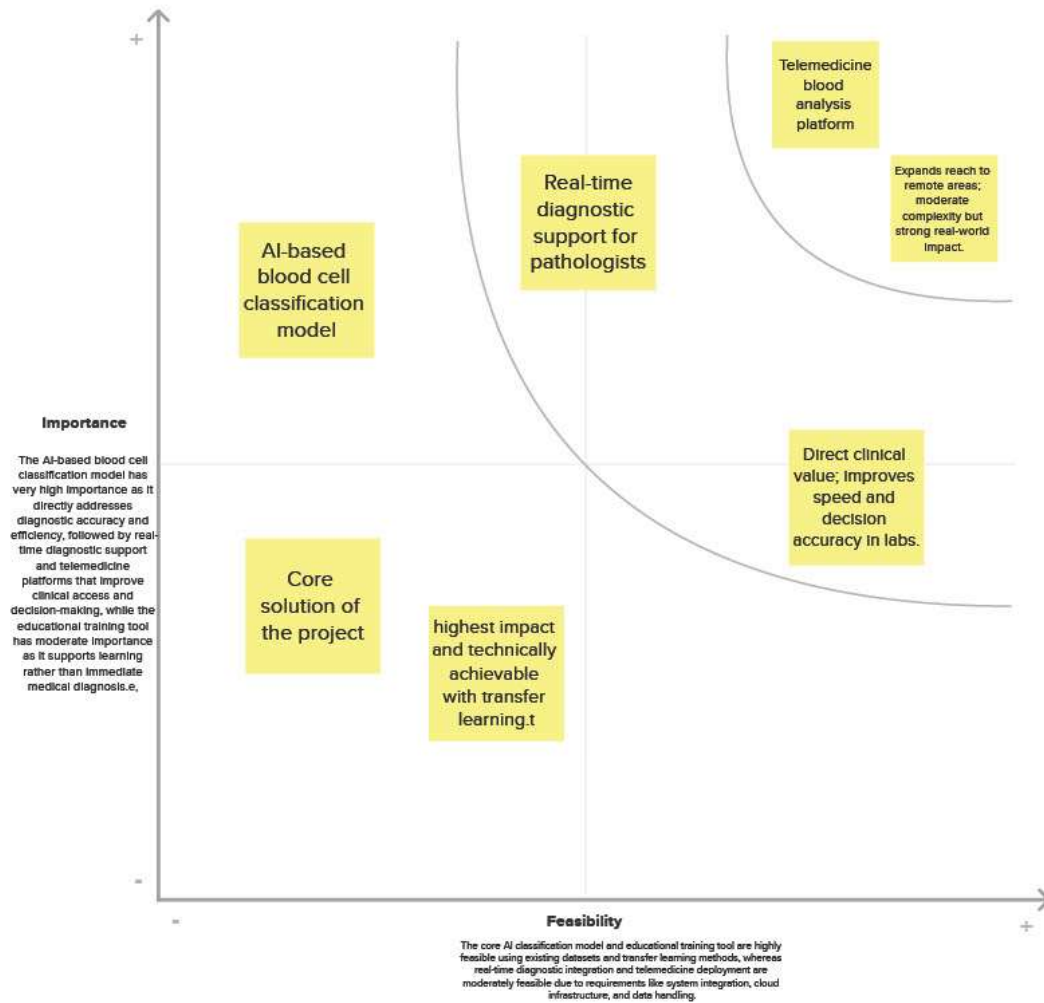 +
Telemedicine
blood
analysis
platform
Expands reach to
remote areas;
moderate
complexity but
strong real-world
impact.
Real-time
diagnostic
support for
pathologists
AI-based
blood cell
classification
model
Importance
The AI-based blood cell
classification model has
very high importance as it
directly addresses
diagnostic accuracy and
efficiency, followed by real-
time diagnostic support
and telemedicine
platforms that improve
clinical access and
decision-making, while the
educational training tool
has moderate importance
as it supports learning
rather than immediate
medical diagnosis.e,
Direct clinical
value; improves
speed and
decision
accuracy in labs.
Core
solution of
the project
highest impact
and technically
achievable
with transfer
learning.t
-
-
Feasibility
+
The core AI classification model and educational training tool are highly
feasible using existing datasets and transfer learning methods, whereas
real-time diagnostic integration and telemedicine deployment are
moderately feasible due to requirements like system integration, cloud
infrastructure, and data handling.